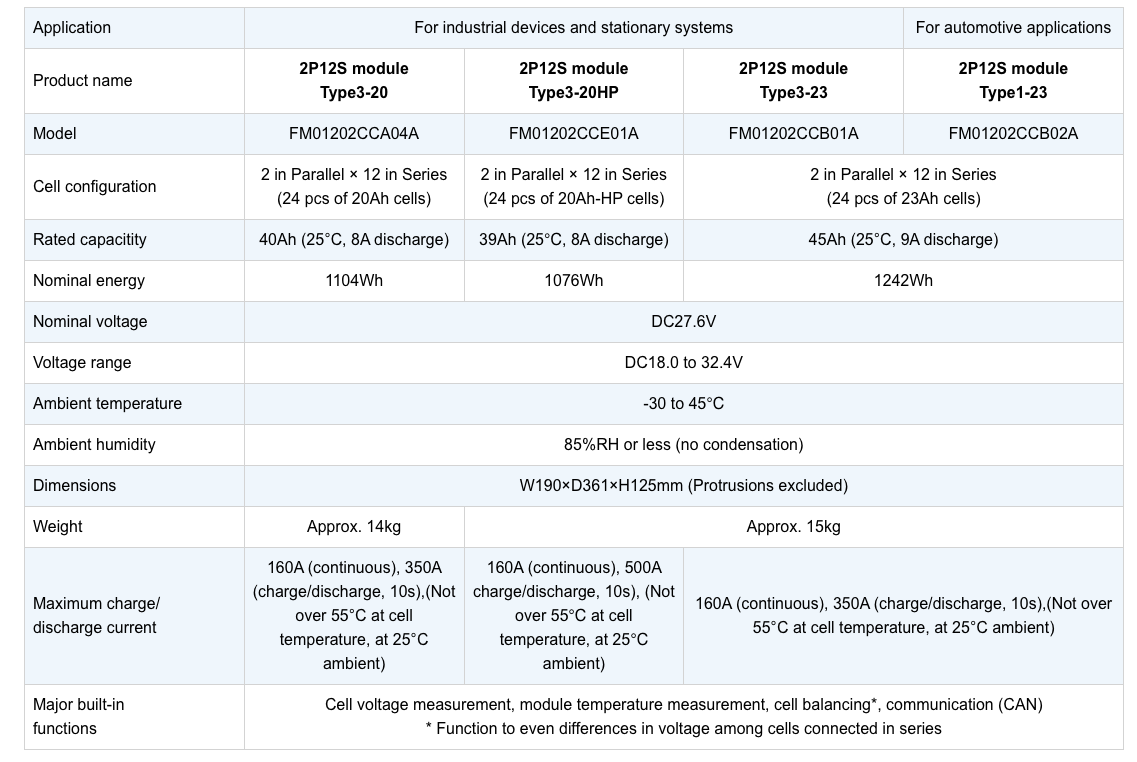 Application
For industrial devices and stationary systems
For automotive applications
Product name
2P12S module
Type3-20
2P12S module
Type3-20HP
2P12S module
Type3-23
2P12S module
Type1-23
Model
FM01202CCA04A
FM01202CCE01A
FM01202CCB01A
FM01202CCB02A
Cell configuration
2 in Parallel × 12 in Series
(24 pcs of 20Ah cells)
2 in Parallel × 12 in Series
(24 pcs of 20Ah-HP cells)
2 in Parallel × 12 in Series
(24 pcs of 23Ah cells)
Rated capacitity
40Ah (25°C, 8A discharge)
39Ah (25°C, 8A discharge)
45Ah (25°C, 9A discharge)
Nominal energy
1104Wh
1076Wh
1242Wh
Nominal voltage
DC27.6V
Voltage range
DC18.0 to 32.4V
Ambient temperature
-30 to 45°C
Ambient humidity
85%RH or less (no condensation)
Dimensions
W190×D361×H125mm (Protrusions excluded)
Weight
Approx. 14kg
Approx. 15kg
Maximum charge/
discharge current
160A (continuous), 350A
(charge/discharge, 10s),(Not
over 55°C at cell
temperature, at 25°C
ambient)
160A (continuous), 500A
charge/discharge, 10s), (Not
over 55°C at cell
temperature, at 25°C
ambient)
160A (continuous), 350A (charge/discharge, 10s),(Not over
55°C at cell temperature, at 25°C ambient)
Major built-in
functions
Cell voltage measurement, module temperature measurement, cell balancing*, communication (CAN)
* Function to even differences in voltage among cells connected in series